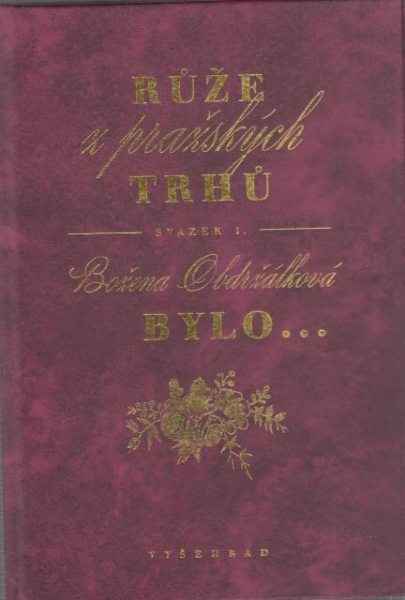 RŮŽE
z pražských
TRHŮ
SVAZEK I.
Božena Obdržálková
BYLO...
VYŠEHRAD